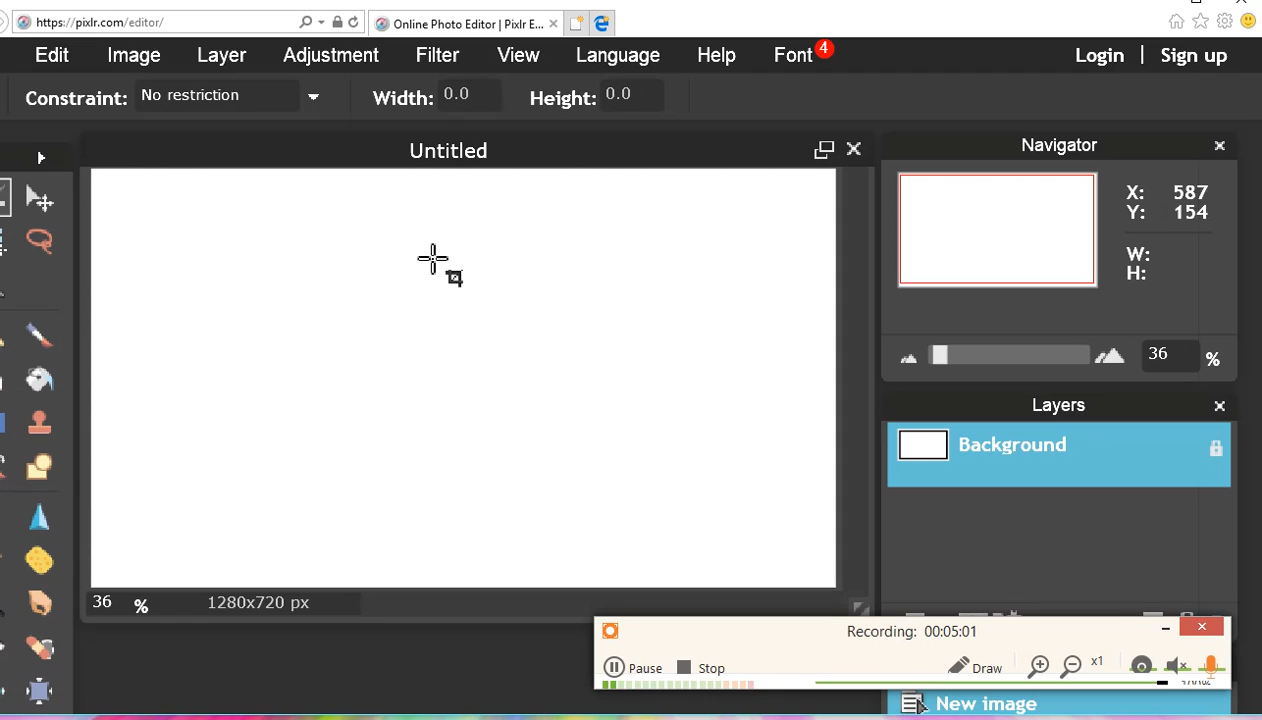 https://pixlr.com/editor/
Online Photo Editor | Pixlr E...
Edit Image Layer Adjustment Filter View Language Help Font 4 Login | Sign up
Constraint: No restriction Width: 0.0 Height: 0.0
Untitled
Navigator
X: 587
Y: 154
W:
H:
36 %
Layers
Background
36 % 1280x720 px
Recording: 00:05:01
Pause Stop Draw x1
New image